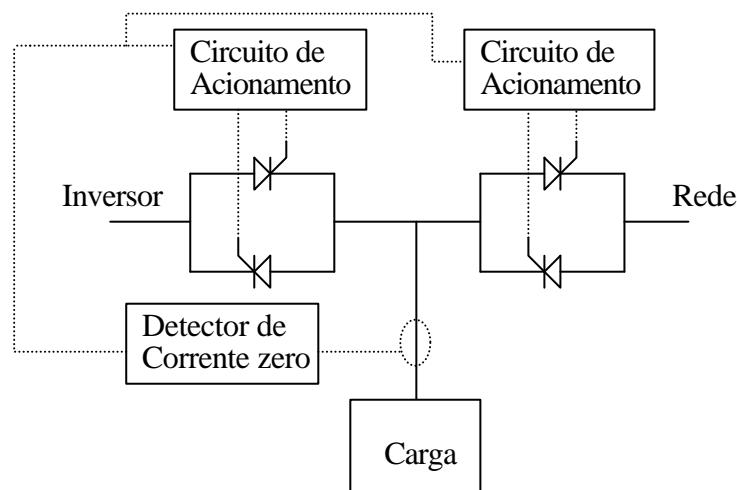 Circuito de
Acionamento
Circuito de
Acionamento
Inversor
Rede
Detector de
Corrente zero
Carga